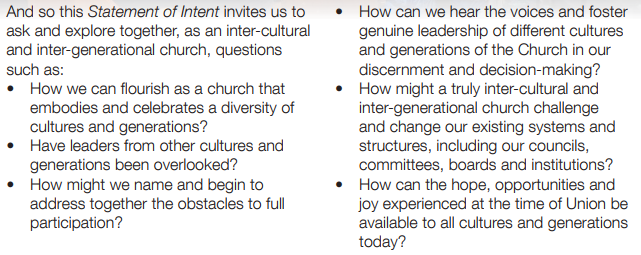 And so this Statement of Intent invites us to
ask and explore together, as an inter-cultural
and inter-generational church, questions
such as:
• How we can flourish as a church that
embodies and celebrates a diversity of
cultures and generations?
• Have leaders from other cultures and
generations been overlooked?
• How might we name and begin to
address together the obstacles to full
participation?
• How can we hear the voices and foster
genuine leadership of different cultures
and generations of the Church in our
discernment and decision-making?
• How might a truly inter-cultural and
inter-generational church challenge
and change our existing systems and
structures, including our councils,
committees, boards and institutions?
• How can the hope, opportunities and
joy experienced at the time of Union be
available to all cultures and generations
today?